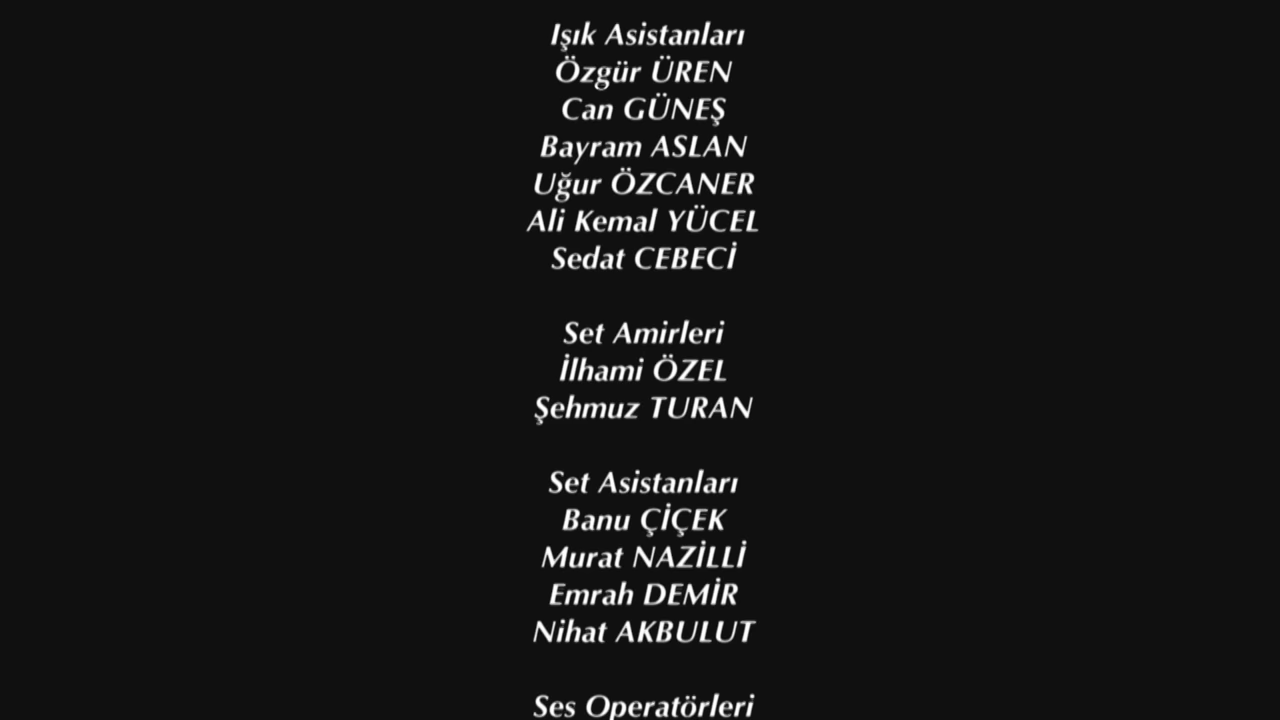 Işık Asistanları
Özgür ÜREN
Can GÜNEŞ
Bayram ASLAN
Uğur ÖZCANER
Ali Kemal YÜCEL
Sedat CEBECİ
Set Amirleri
İlhami ÖZEL
Şehmuz TURAN
Set Asistanları
Banu ÇİÇEK
Murat NAZİLLİ
Emrah DEMİR
Nihat AKBULUT
Ses Operatörleri